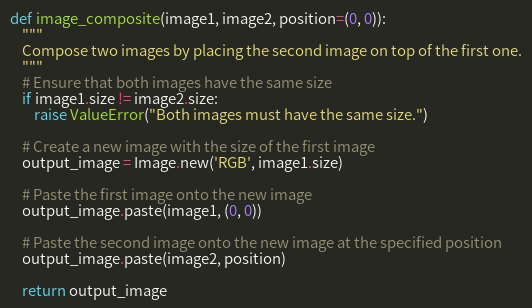 def image_composite(image1, image2, position=(0, 0)):
    """
    Compose two images by placing the second image on top of the first one.
    """
    # Ensure that both images have the same size
    if image1.size != image2.size:
        raise ValueError("Both images must have the same size.")

    # Create a new image with the size of the first image
    output_image = Image.new('RGB', image1.size)

    # Paste the first image onto the new image
    output_image.paste(image1, (0, 0))

    # Paste the second image onto the new image at the specified position
    output_image.paste(image2, position)

    return output_image